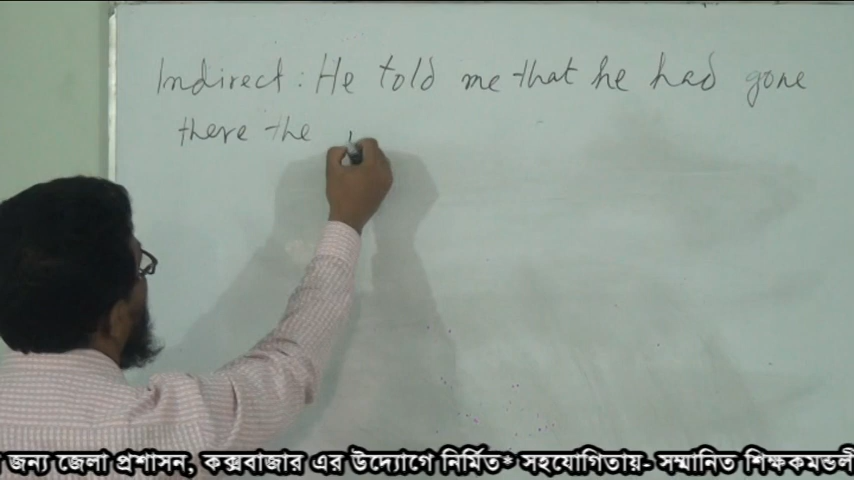 Indirect : He told me that he had gone
there the
জন্য জেলা প্রশাসন, কক্সবাজার এর উদ্যোগে নির্মিত* সহযোগিতায়- সম্মানিত শিক্ষকমন্ডলী